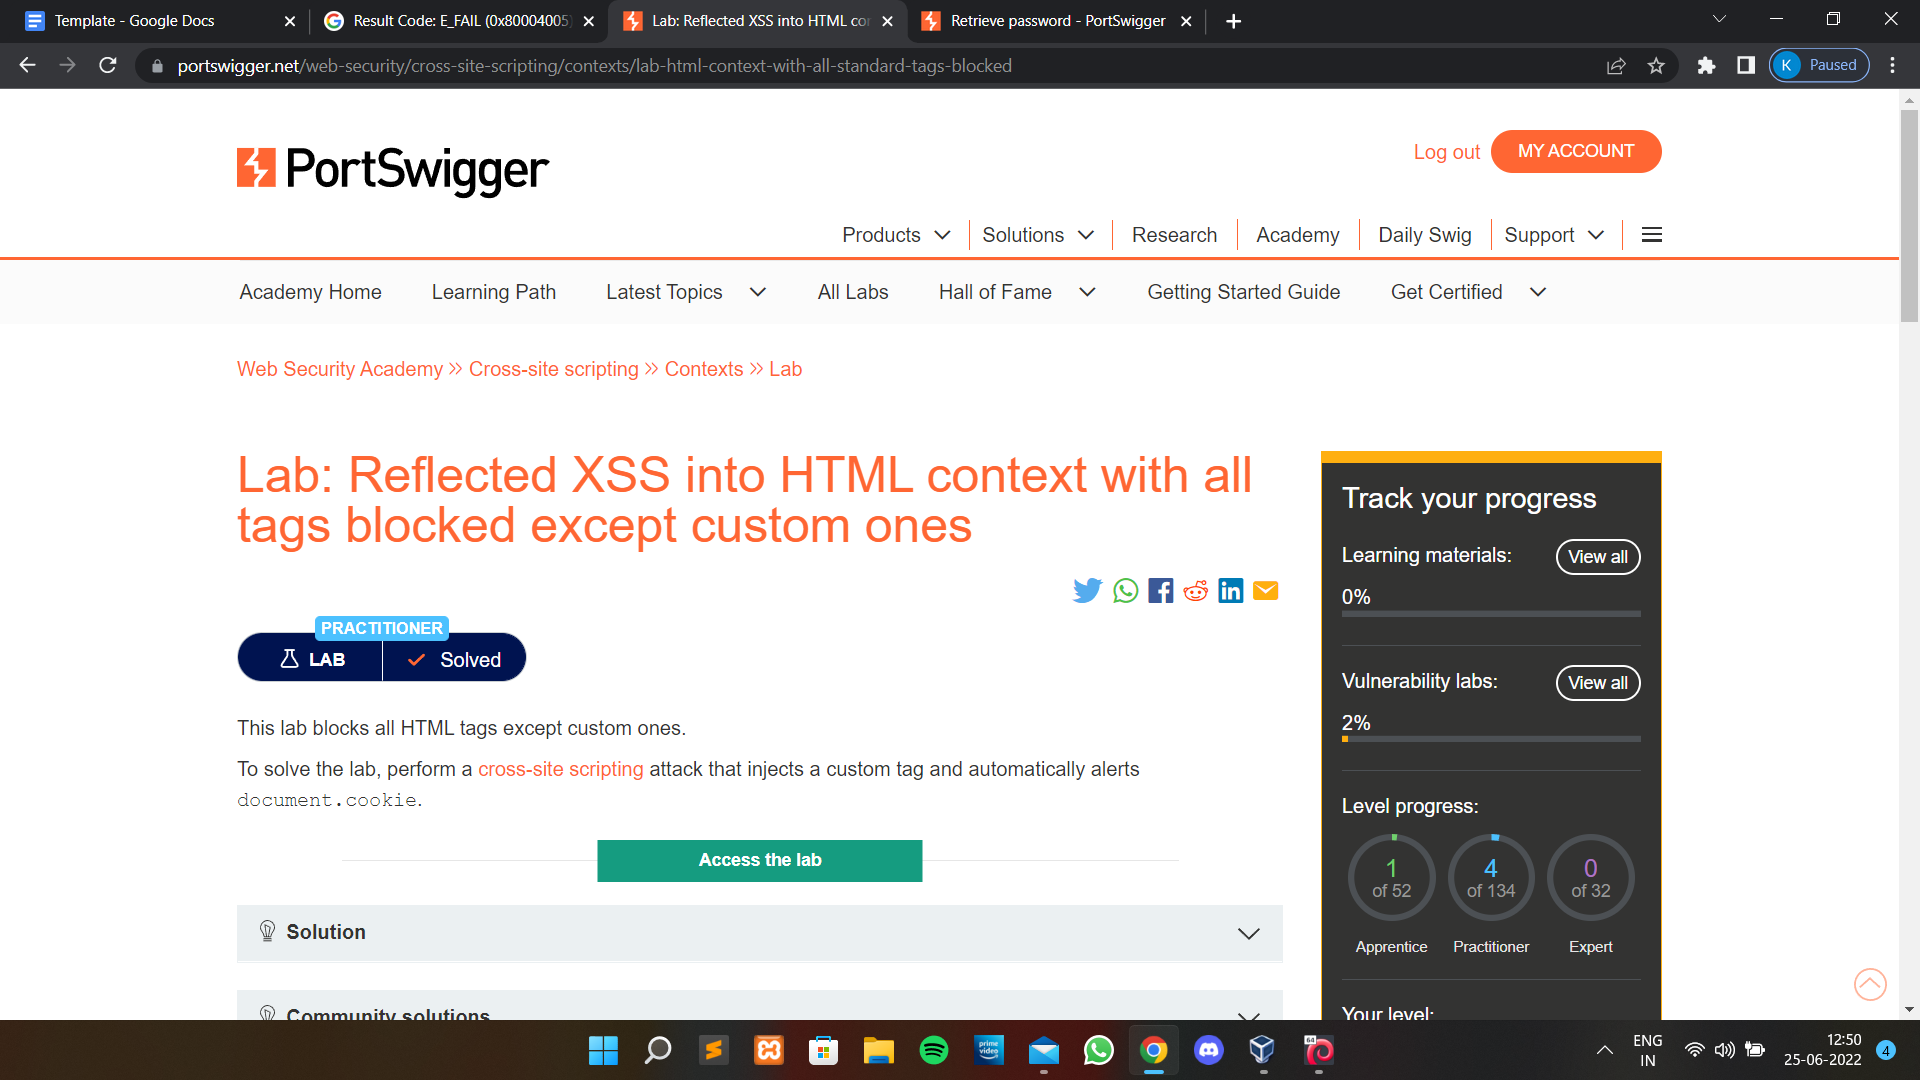 Template - Google Docs
Result Code: E_FAIL (0x80004005)
Lab: Reflected XSS into HTML co
Retrieve password - PortSwigger
portswigger.net/web-security/cross-site-scripting/contexts/lab-html-context-with-all-standard-tags-blocked
K Paused
PortSwigger
Log out MY ACCOUNT
Products Solutions Research Academy Daily Swig Support
Academy Home Learning Path Latest Topics All Labs Hall of Fame Getting Started Guide Get Certified
Web Security Academy >> Cross-site scripting >> Contexts >> Lab
Lab: Reflected XSS into HTML context with all
tags blocked except custom ones
PRACTITIONER
LAB Solved
This lab blocks all HTML tags except custom ones.
To solve the lab, perform a cross-site scripting attack that injects a custom tag and automatically alerts
document.cookie.
Access the lab
Solution
Community solutions
Track your progress
Learning materials: View all
0%
Vulnerability labs: View all
2%
Level progress:
1 4 0
of 52 of 134 of 32
Apprentice Practitioner Expert
Your level:
prime video
64
ENG
IN
12:50
25-06-2022
4